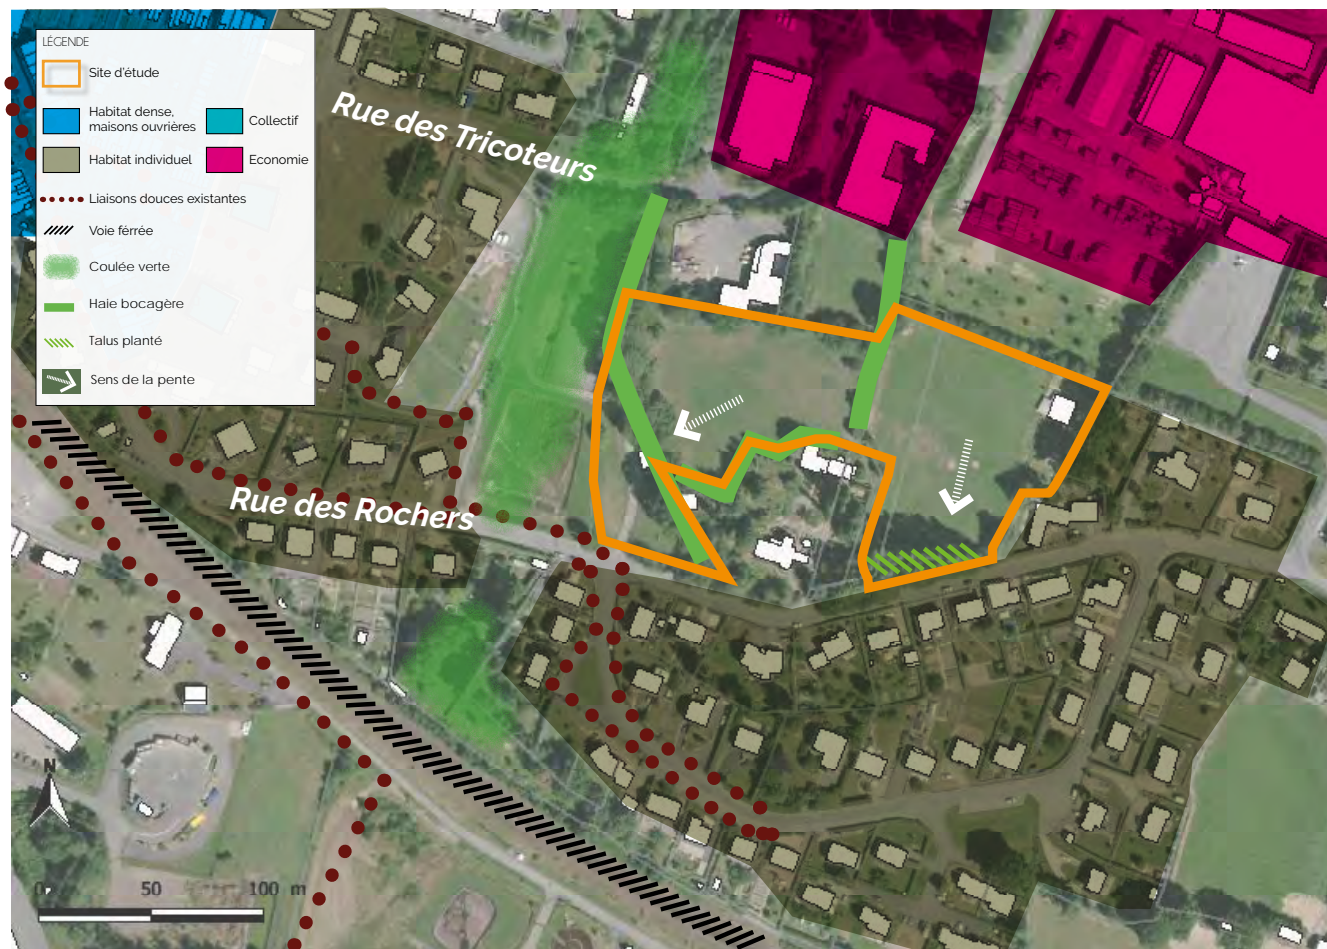 LÉGENDE
Site d'étude
Habitat dense,
maisons ouvrières
Collectif
Habitat individuel
Economie
Liaisons douces existantes
Voie férrée
Coulée verte
Haie bocagère
Talus planté
Sens de la pente
Rue des Tricoteurs
Rue des Rochers
N
0 50 100 m